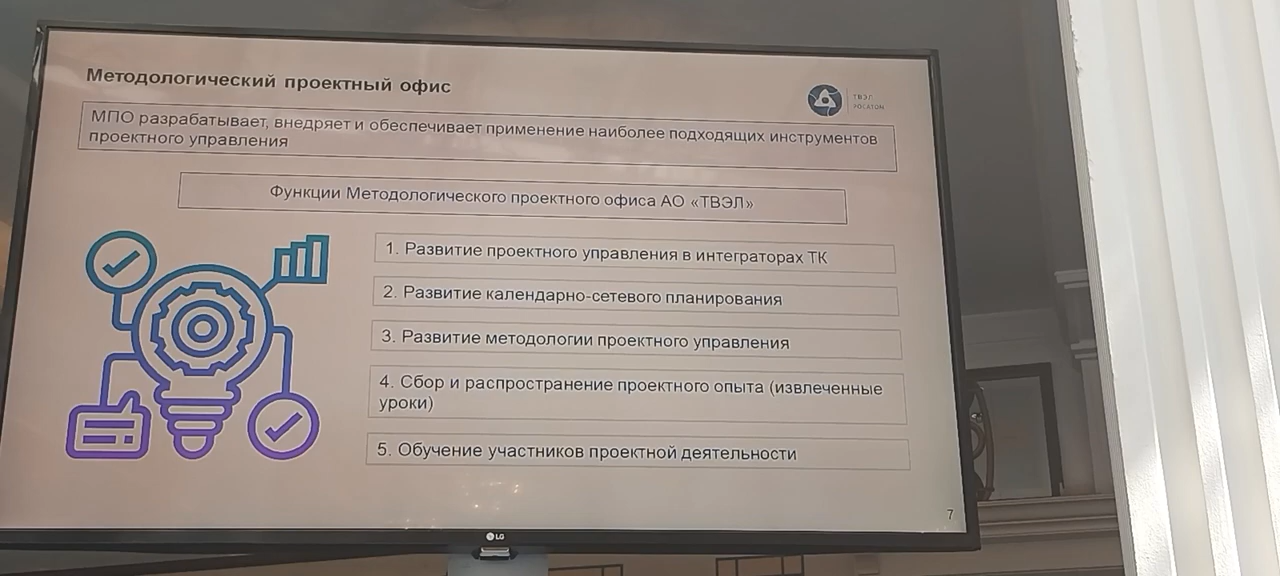 Методологический проектный офис
ТВЭЛ
РОСАТОМ
МПО разрабатывает, внедряет и обеспечивает применение наиболее подходящих инструментов
проектного управления
Функции Методологического проектного офиса АО «ТВЭЛ»
1. Развитие проектного управления в интеграторах ТК
2. Развитие календарно-сетевого планирования
3. Развитие методологии проектного управления
4. Сбор и распространение проектного опыта (извлеченные
уроки)
5. Обучение участников проектной деятельности
7
LG